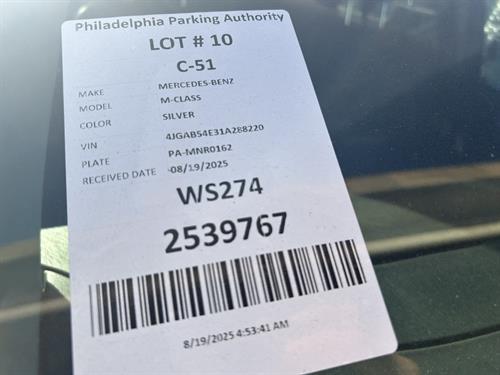 Philadelphia Parking Authority
LOT # 10
C-51
MAKE MERCEDES-BENZ
MODEL M-CLASS
COLOR SILVER
VIN 4JGAB54E31A288220
PLATE PA-MNR0162
RECEIVED DATE 08/19/2025
WS274
2539767
8/19/2025 4:53:41 AM